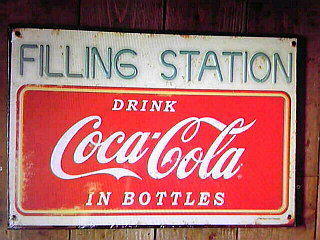 FILLING STATION
DRINK
Coca-Cola
IN BOTTLES